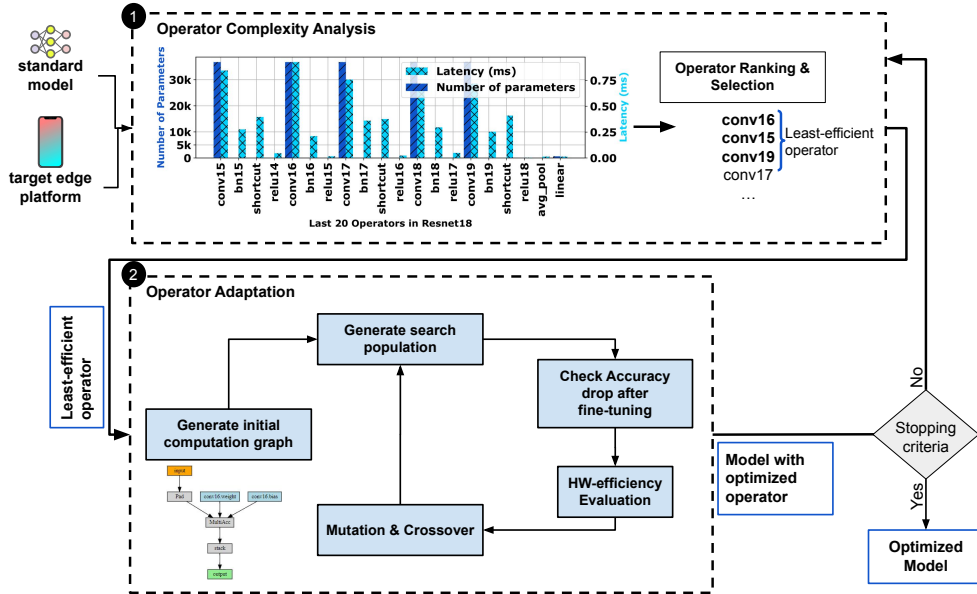 1
Operator Complexity Analysis
standard
model
target edge
platform
Number of Parameters
30k
20k
10k
5k
0
Latency (ms)
Number of parameters
0.75
0.50
0.25
0.00
Latency (ms)
conv15
bn15
shortcut
relu14
conv16
bn16
relu15
conv17
bn17
shortcut
relu16
conv18
bn18
relu17
conv19
bn19
shortcut
relu18
avg_pool
linear
Last 20 Operators in Resnet18
Operator Ranking &
Selection
conv16
conv15
conv19
conv17
...
Least-efficient
operator
2
Operator Adaptation
Least-efficient
operator
Generate search
population
Generate initial
computation graph
Check Accuracy
drop after
fine-tuning
HW-efficiency
Evaluation
Mutation & Crossover
input
Pad
conv16.weight
conv16.bias
MultiAcc
stack
output
Model with
optimized
operator
No
Stopping
criteria
Yes
Optimized
Model